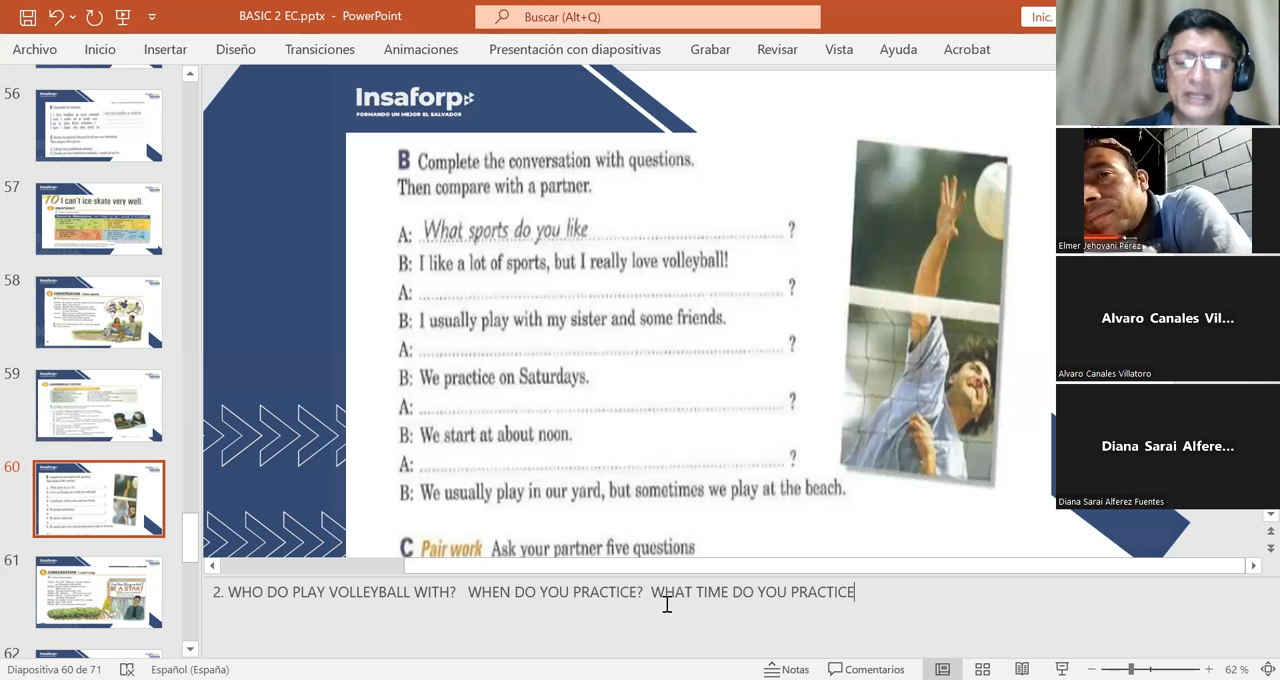 BASIC 2 EC.pptx - PowerPoint
Buscar (Alt+Q)
Inic.
Archivo Inicio Insertar Diseño Transiciones Animaciones Presentación con diapositivas Grabar Revisar Vista Ayuda Acrobat
56
57
10 I can't ice-skate very well.
58
59
60
61
62
Insaforp
FORMANDO UN MEJOR EL SALVADOR
B Complete the conversation with questions.
Then compare with a partner.
A: What sports do you like ?
B: I like a lot of sports, but I really love volleyball!
A: ?
B: I usually play with my sister and some friends.
A: ?
B: We practice on Saturdays.
A: ?
B: We start at about noon.
A: ?
B: We usually play in our yard, but sometimes we play at the beach.
C Pair work Ask your partner five questions
2. WHO DO PLAY VOLLEYBALL WITH? WHEN DO YOU PRACTICE? WHAT TIME DO YOU PRACTICE
Elmer Jehovani Pérez
Alvaro Canales Vil...
Alvaro Canales Villatoro
Diana Sarai Alfere...
Diana Sarai Alferez Fuentes
Diapositiva 60 de 71 Español (España) Notas Comentarios 62 %